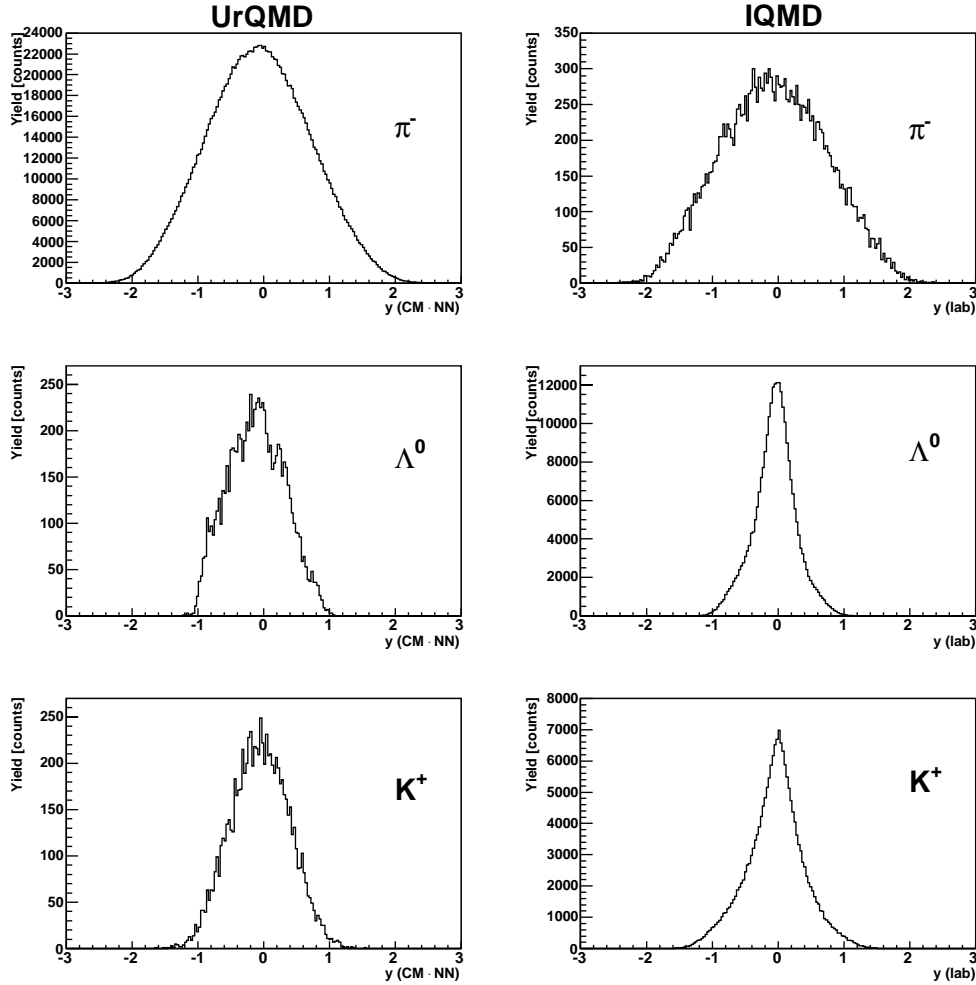 UrQMD
IQMD
Yield [counts]
24000
22000
20000
18000
16000
14000
12000
10000
8000
6000
4000
2000
0
π-
-3 -2 -1 0 1 2 3
y (CM · NN)
Yield [counts]
350
300
250
200
150
100
50
0
π-
-3 -2 -1 0 1 2 3
y (lab)
Yield [counts]
250
200
150
100
50
0
Λ0
-3 -2 -1 0 1 2 3
y (CM · NN)
Yield [counts]
12000
10000
8000
6000
4000
2000
0
Λ0
-3 -2 -1 0 1 2 3
y (lab)
Yield [counts]
250
200
150
100
50
0
K+
-3 -2 -1 0 1 2 3
y (CM · NN)
Yield [counts]
8000
7000
6000
5000
4000
3000
2000
1000
0
K+
-3 -2 -1 0 1 2 3
y (lab)